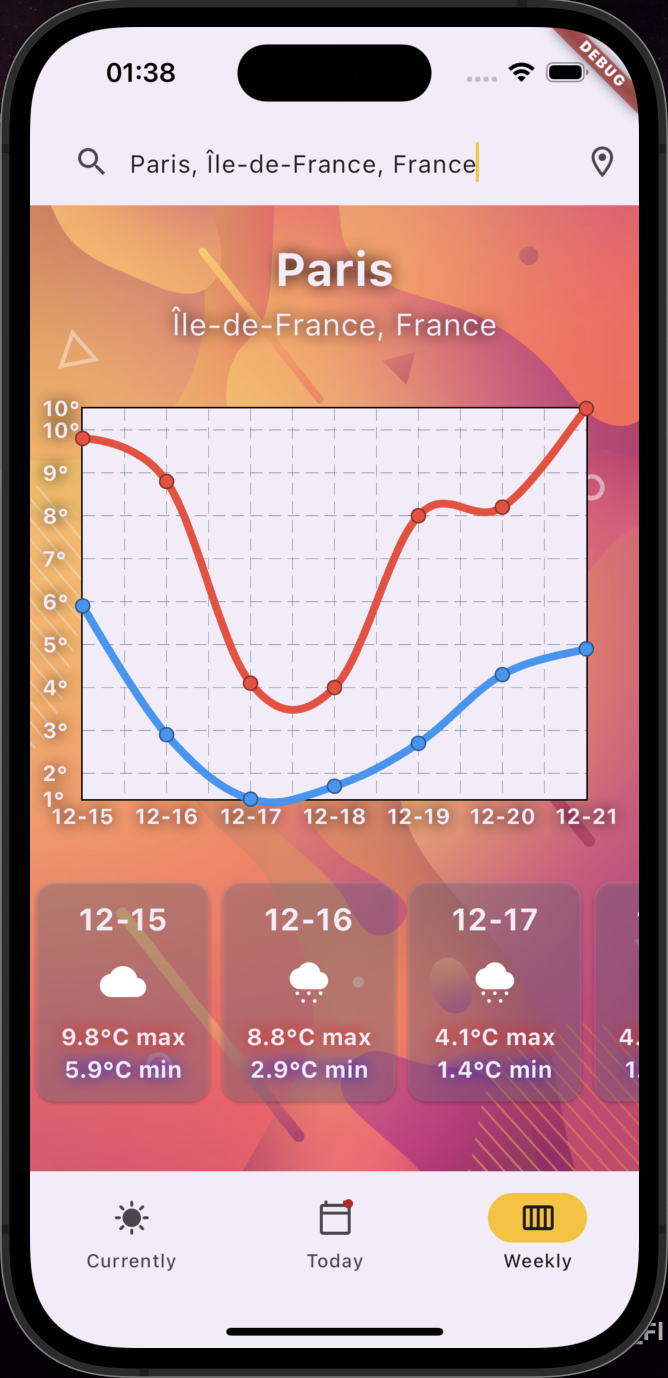 01:38
DEBUG
Paris, Île-de-France, France
Paris
Île-de-France, France
10°
10°
9°
8°
7°
6°
5°
4°
3°
2°
1°
12-15 12-16 12-17 12-18 12-19 12-20 12-21
12-15 12-16 12-17
9.8°C max 8.8°C max 4.1°C max 4.
5.9°C min 2.9°C min 1.4°C min 1.
Currently Today Weekly